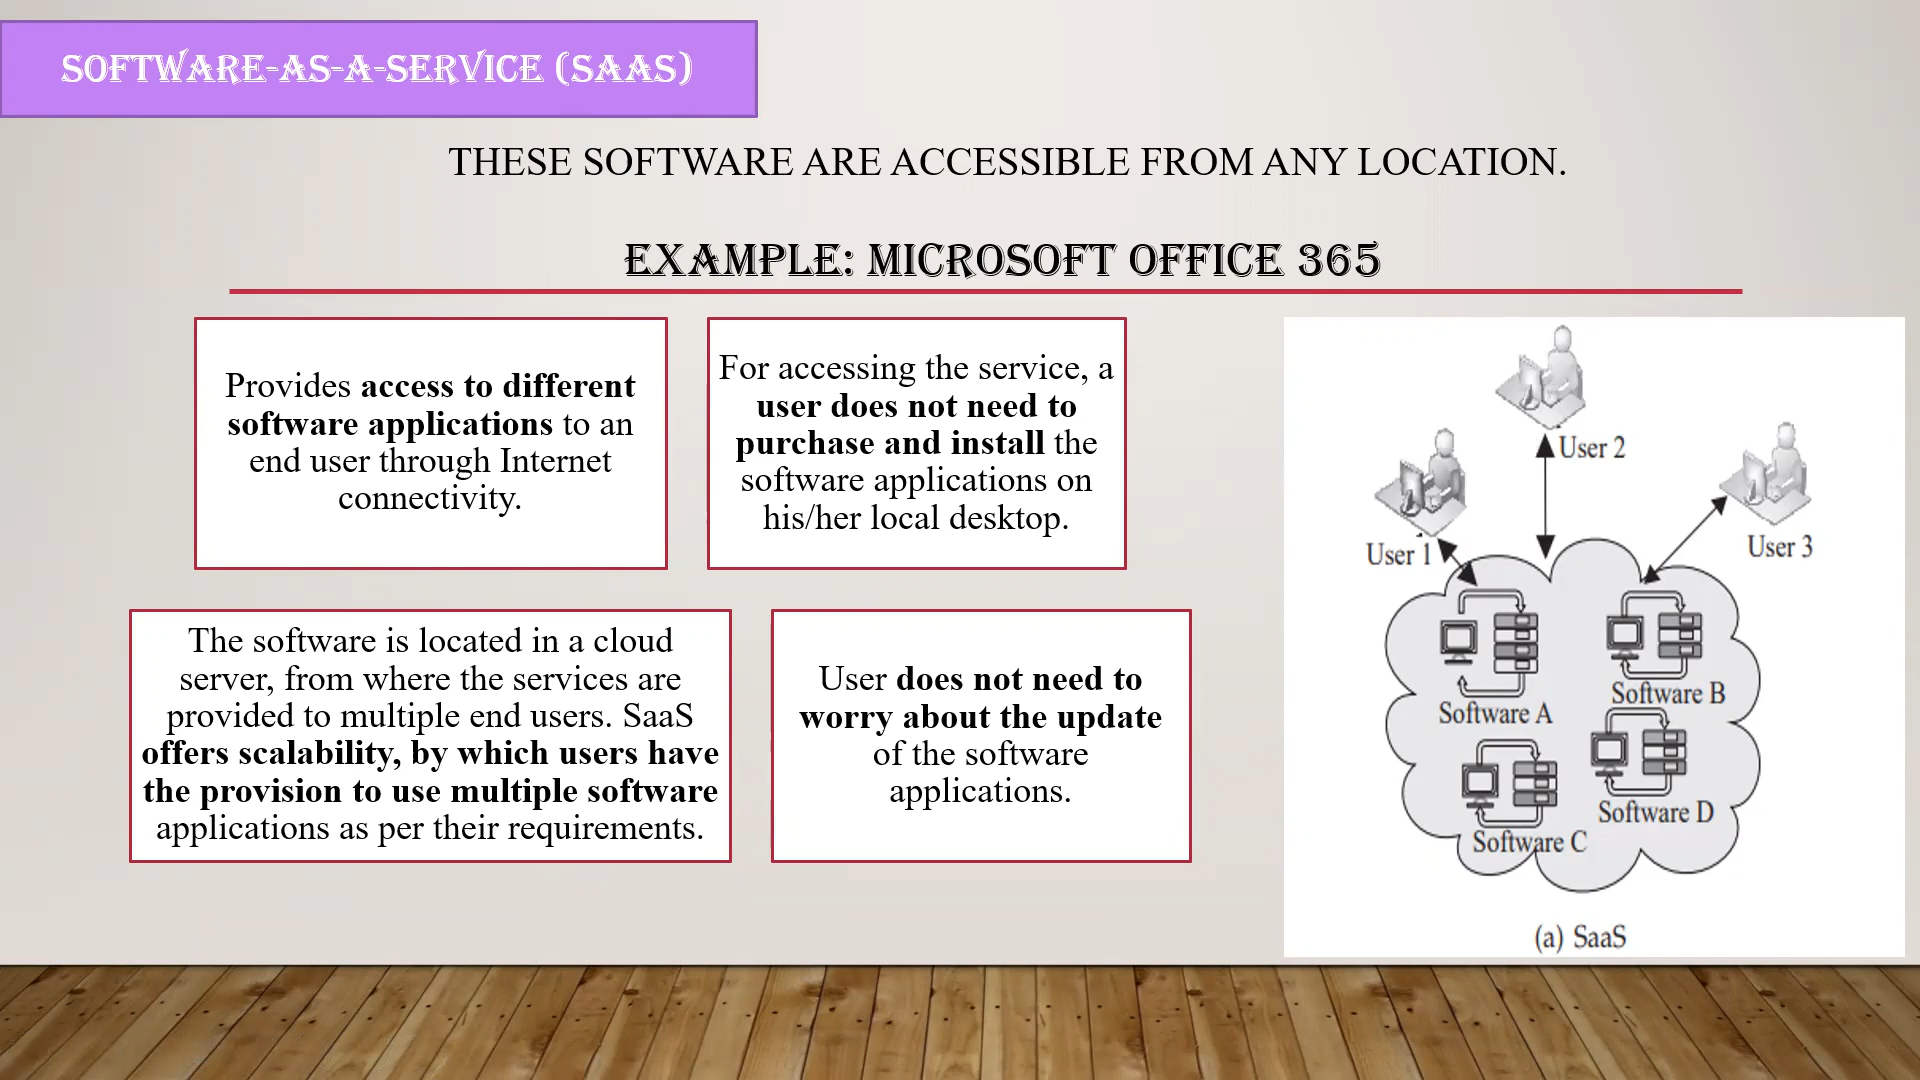 SOFTWARE-AS-A-SERVICE (SAAS)
THESE SOFTWARE ARE ACCESSIBLE FROM ANY LOCATION.
EXAMPLE: MICROSOFT OFFICE 365
Provides access to different
software applications to an
end user through Internet
connectivity.
For accessing the service, a
user does not need to
purchase and install the
software applications on
his/her local desktop.
The software is located in a cloud
server, from where the services are
provided to multiple end users. SaaS
offers scalability, by which users have
the provision to use multiple software
applications as per their requirements.
User does not need to
worry about the update
of the software
applications.
User 2
User 1
User 3
Software B
Software A
Software D
Software C
(a) SaaS